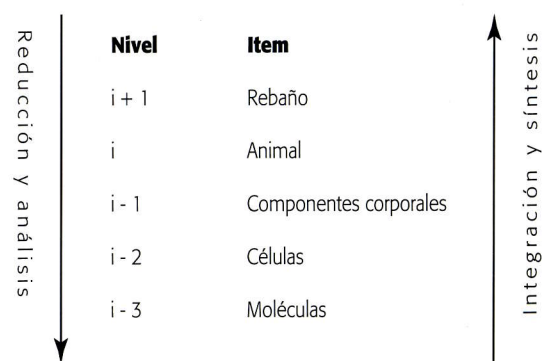 Reducción y análisis
Nivel Item
i + 1 Rebaño
i Animal
i - 1 Componentes corporales
i - 2 Células
i - 3 Moléculas
Integración y síntesis